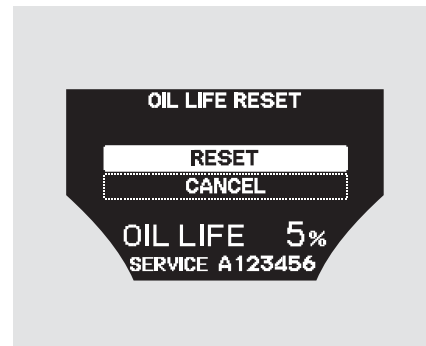 OIL LIFE RESET
RESET
CANCEL
OIL LIFE 5%
SERVICE A123456